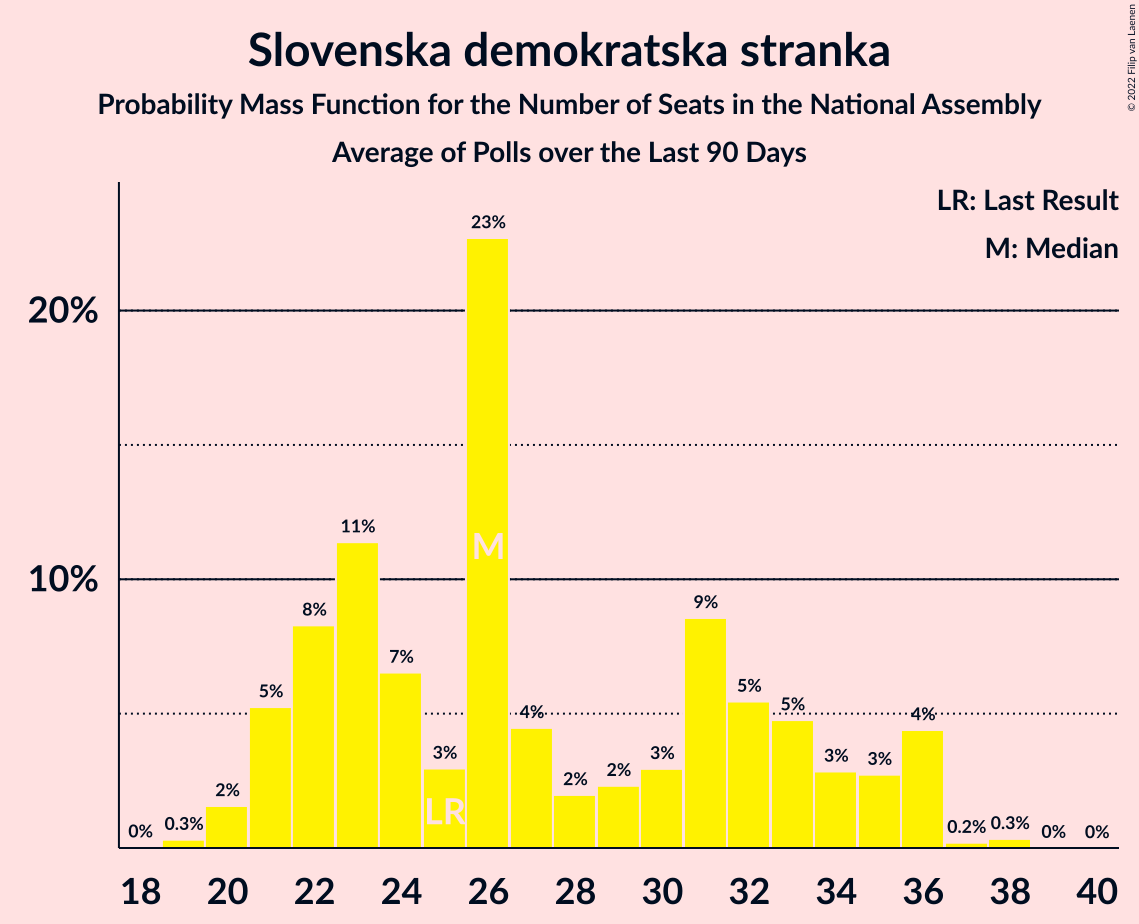 Slovenska demokratska stranka
Probability Mass Function for the Number of Seats in the National Assembly
Average of Polls over the Last 90 Days
© 2022 Filip van Laenen
LR: Last Result
M: Median
20%
10%
0%
0.3%
2%
5%
8%
11%
7%
3%
23%
4%
2%
2%
3%
9%
5%
5%
3%
3%
4%
0.2%
0.3%
0%
0%
M
LR
18 20 22 24 26 28 30 32 34 36 38 40